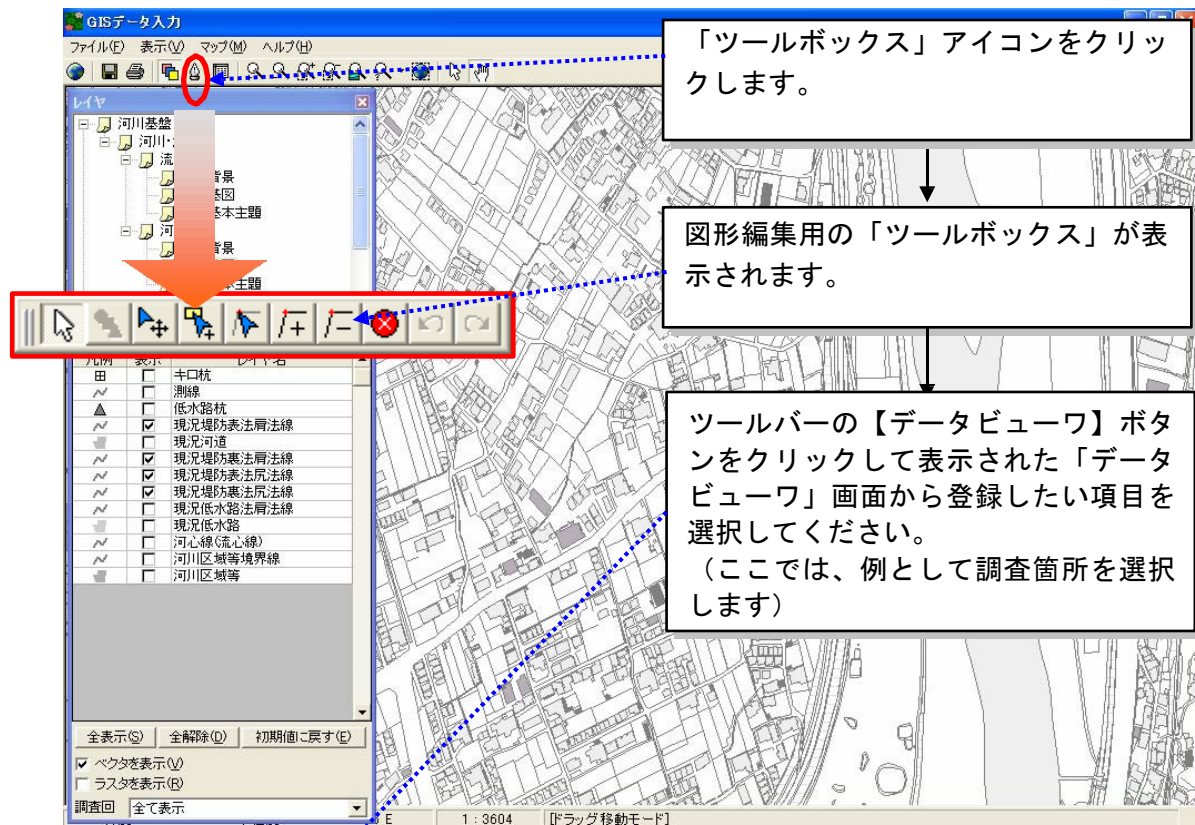 GISデータ入力
ファイル(F) 表示(V) マップ(M) ヘルプ(H)
「ツールボックス」アイコンをクリッ
クします。
図形編集用の「ツールボックス」が表
示されます。
ツールバーの【データビューワ】ボタ
ンをクリックして表示された「データ
ビューワ」画面から登録したい項目を
選択してください。
（ここでは、例として調査箇所を選択
します）
レイヤ
河川基盤
河川・
流
背景
基図
基本主題
河
背景
本主題
凡例 表示 レイヤ名
キロ杭
測線
低水路杭
現況堤防表法肩法線
現況河道
現況堤防裏法肩法線
現況堤防表法尻法線
現況堤防裏法尻法線
現況低水路法肩法線
現況低水路
河心線(流心線)
河川区域等境界線
河川区域等
全表示(S) 全解除(D) 初期値に戻す(E)
ベクタを表示(V)
ラスタを表示(R)
調査回 全て表示
E 1 : 3604 [ドラッグ移動モード]